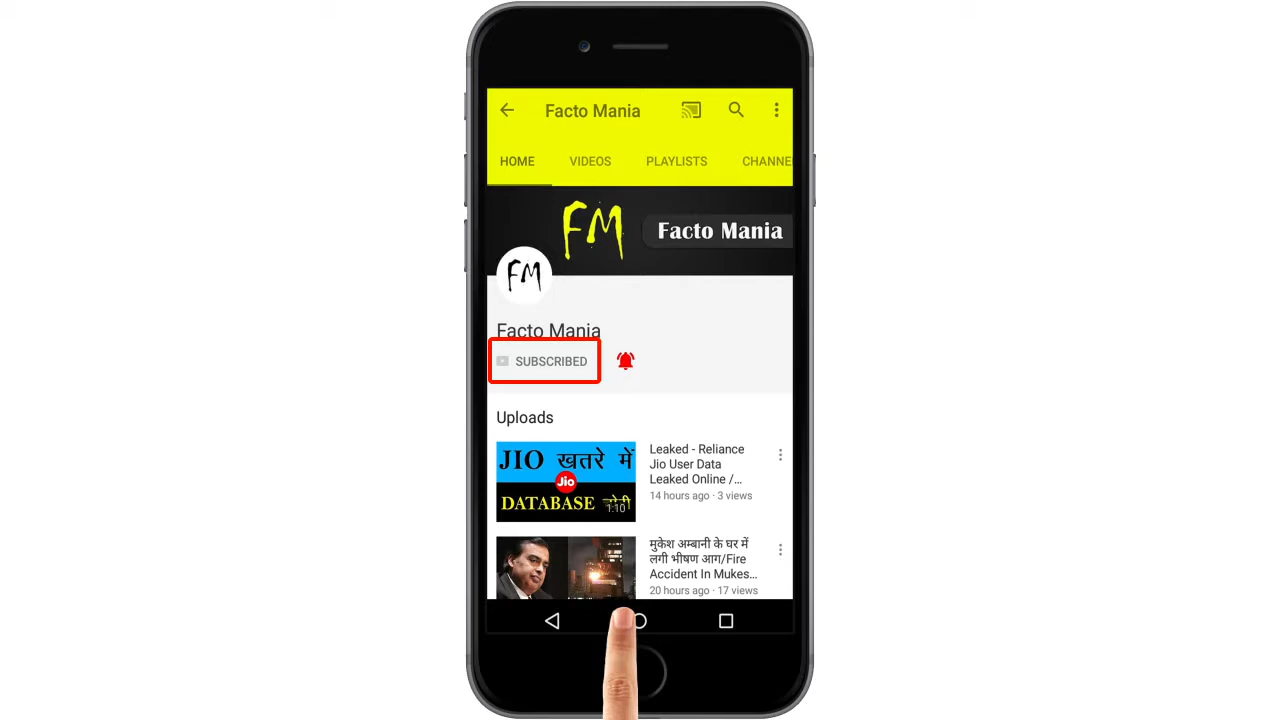 Facto Mania
HOME VIDEOS PLAYLISTS CHANNE
FM Facto Mania
FM
Facto Mania
SUBSCRIBED
Uploads
JIO खतरे में
Jio
DATABASE चोरी
1:10
Leaked - Reliance
Jio User Data
Leaked Online /...
14 hours ago · 3 views
मुकेश अम्बानी के घर में
लगी भीषण आग/Fire
Accident In Mukes...
20 hours ago · 17 views